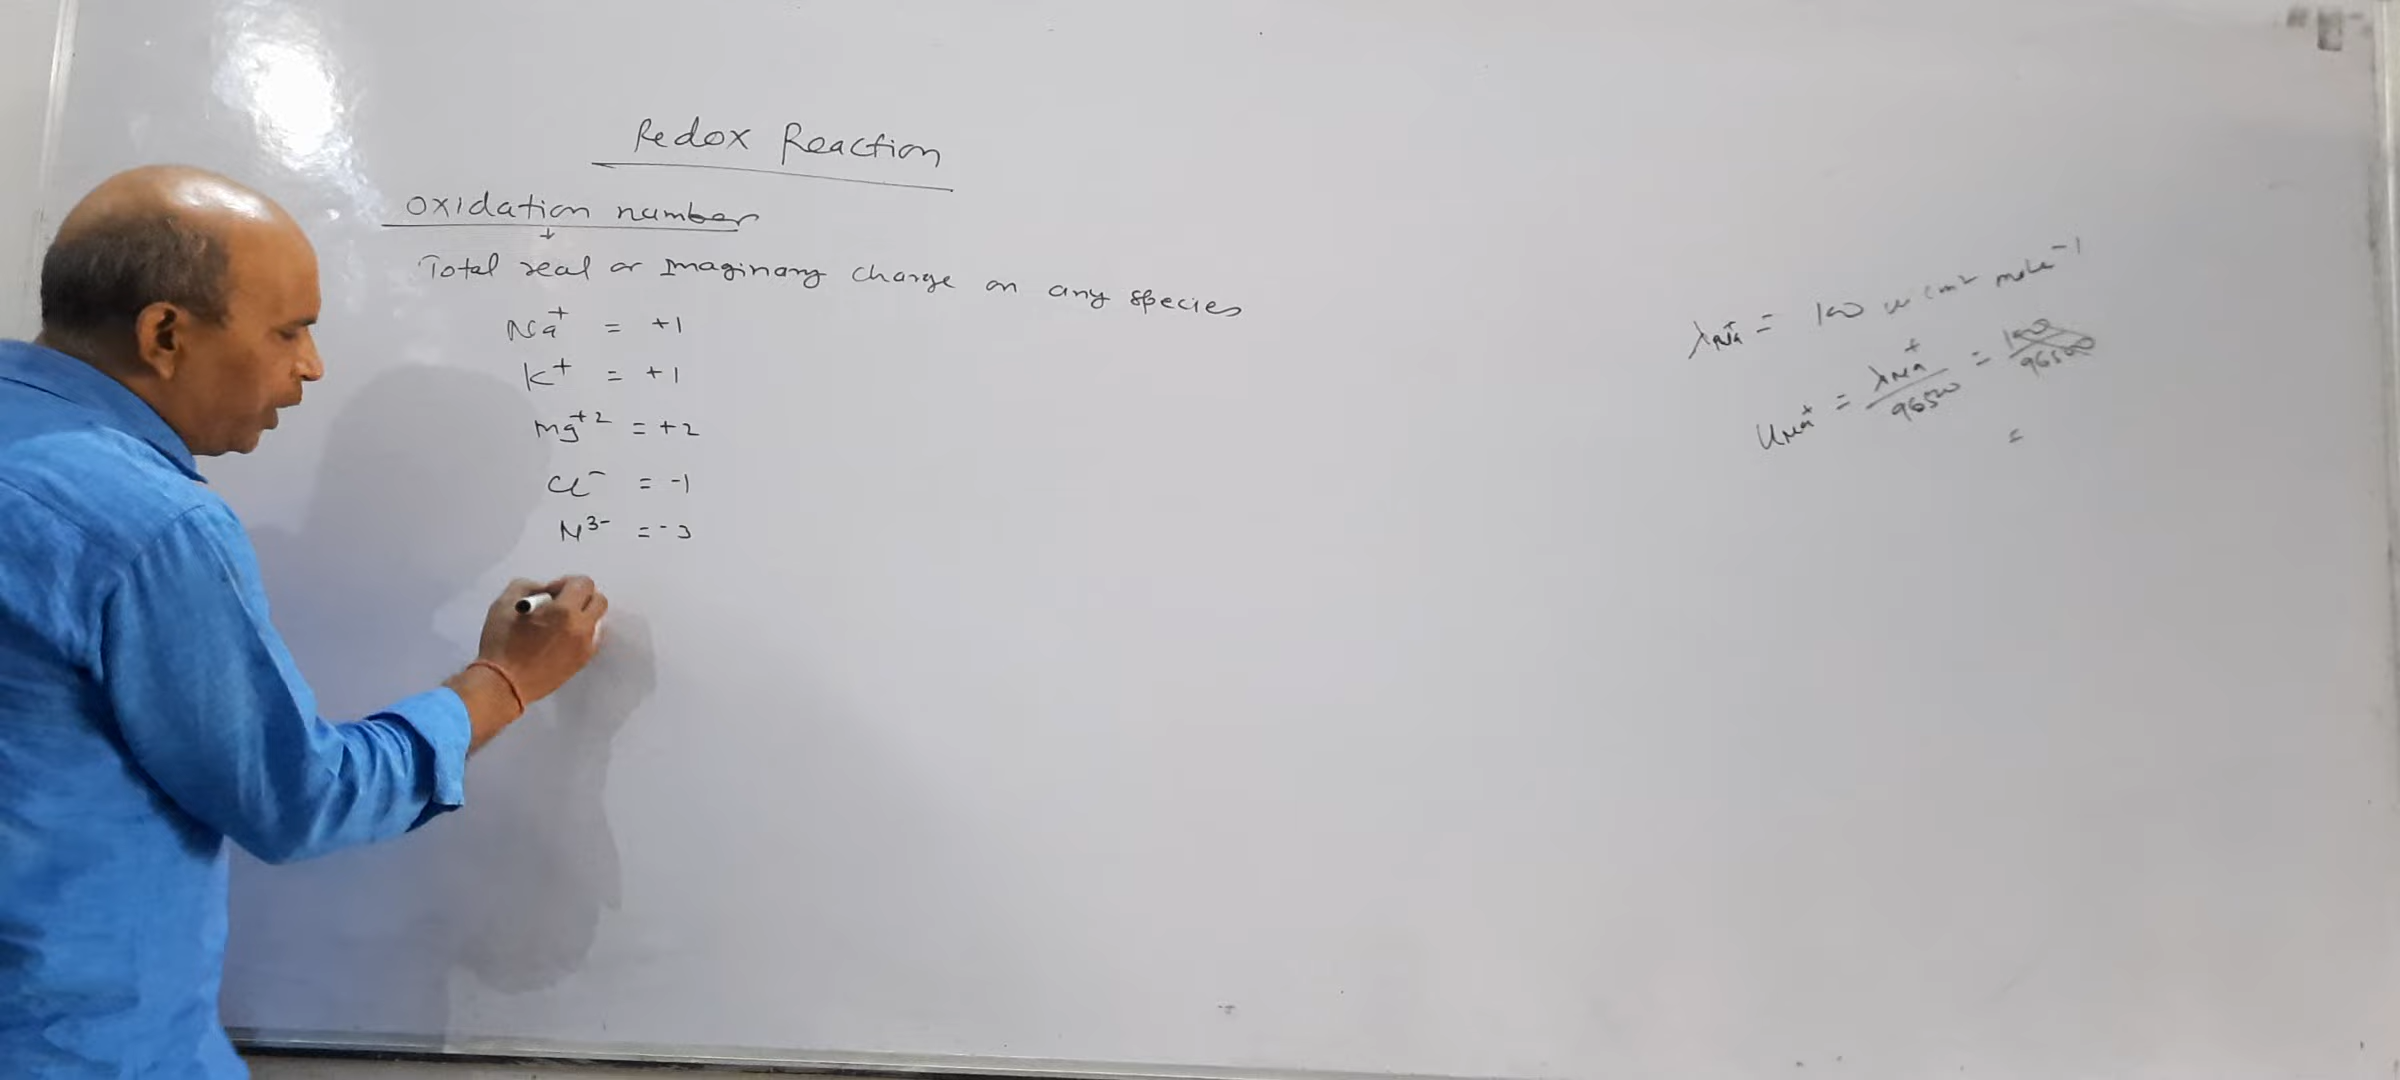 Redox Reaction
oxidation number
Total real or Imaginary charge on any species
Na⁺ = +1
K⁺ = +1
mg⁺² = +2
Cl⁻ = -1
N³⁻ = -3
λNa⁺ = 100 cm² mole⁻¹
UNa⁺ = λNa⁺/96500 = 100/96500
=